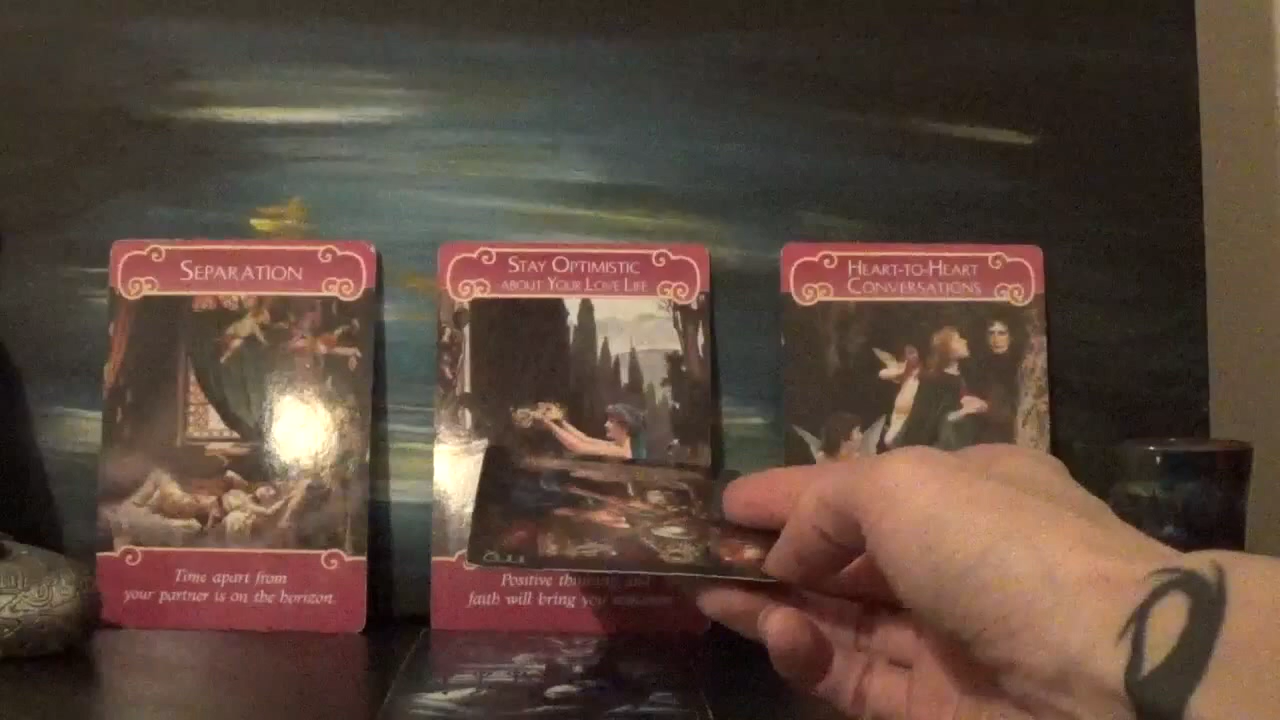 SEPARATION
Time apart from
your partner is on the horizon.
STAY OPTIMISTIC
ABOUT YOUR LOVE LIFE
Positive and
faith will bring you
HEART-TO-HEART
CONVERSATIONS